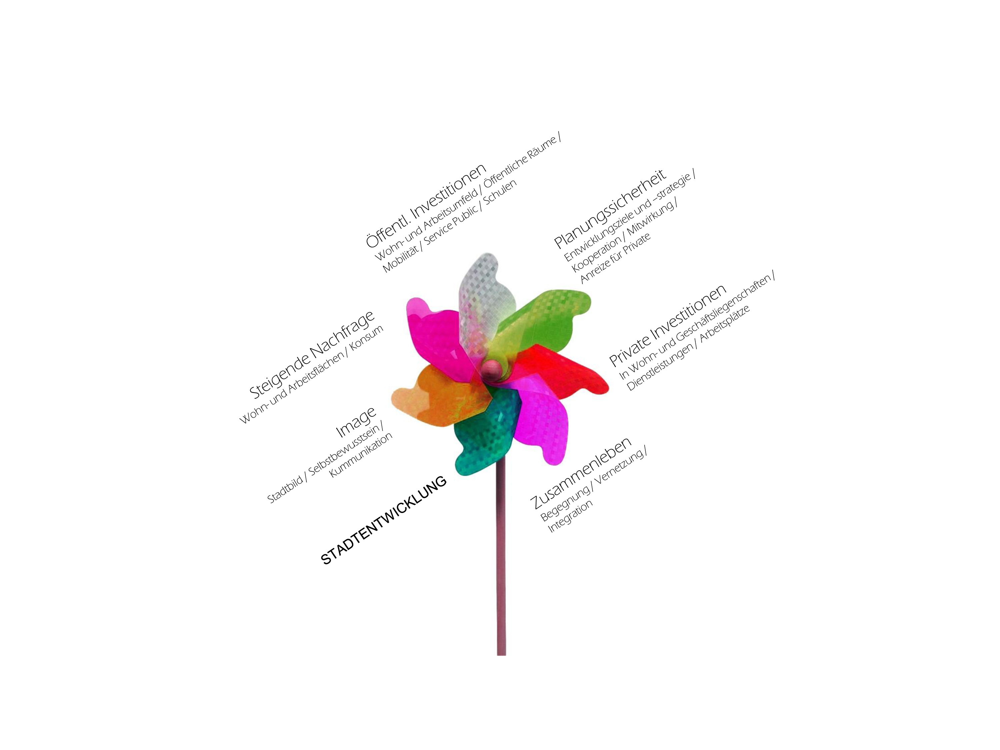 Öffentl. Investitionen
Wohn- und Arbeitsumfeld / Öffentliche Räume /
Mobilität / Service Public / Schulen
Planungssicherheit
Entwicklungsziele und –strategie /
Kooperation / Mitwirkung /
Anreize für Private
Private Investitionen
In Wohn- und Geschäftsliegenschaften /
Dienstleistungen / Arbeitsplätze
Steigende Nachfrage
Wohn- und Arbeitsflächen / Konsum
Image
Stadtbild / Selbstbewusstsein /
Kummunikation
STADTENTWICKLUNG
Zusammenleben
Begegnung / Vernetzung /
Integration